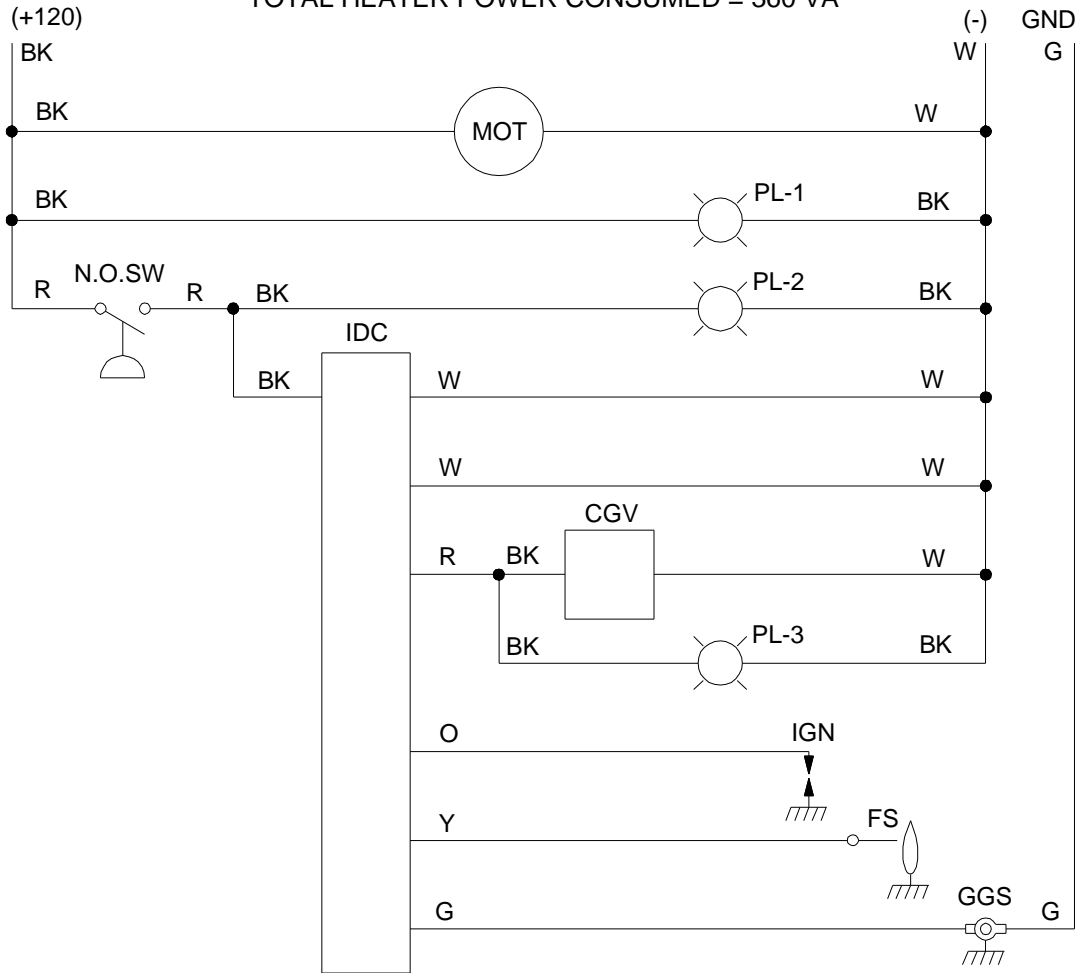 TOTAL HEATER POWER CONSUMED = 360 VA
(+120) (-) GND
BK W G
BK MOT W
BK PL-1 BK
R N.O.SW R BK PL-2 BK
IDC
BK W W
W W
CGV
R BK W
BK PL-3 BK
O IGN
Y FS
G GGS G